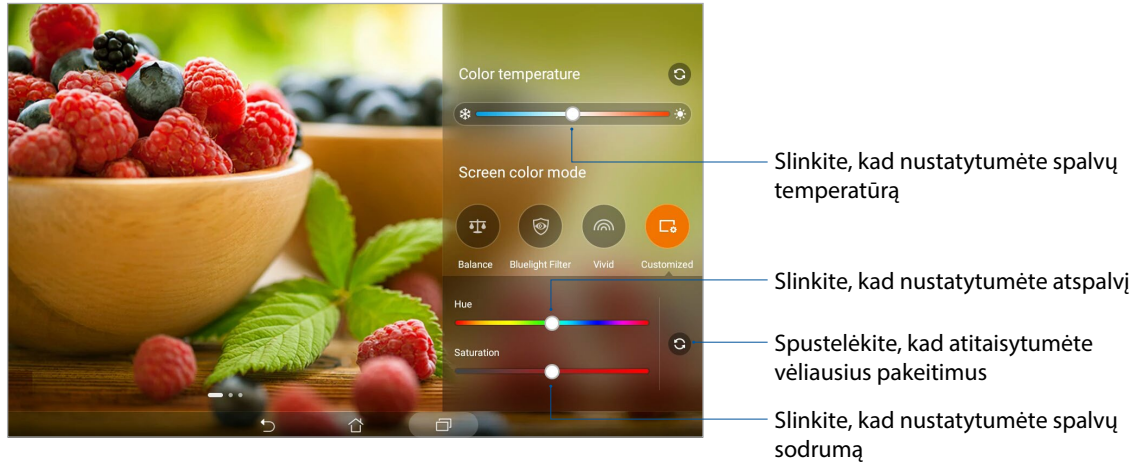 Color temperature
Slinkite, kad nustatytumėte spalvų
temperatūrą
Screen color mode
Balance
Bluelight Filter
Vivid
Customized
Slinkite, kad nustatytumėte atspalvį
Hue
Spustelėkite, kad atitaisytumėte
vėliausius pakeitimus
Saturation
Slinkite, kad nustatytumėte spalvų
sodrumą